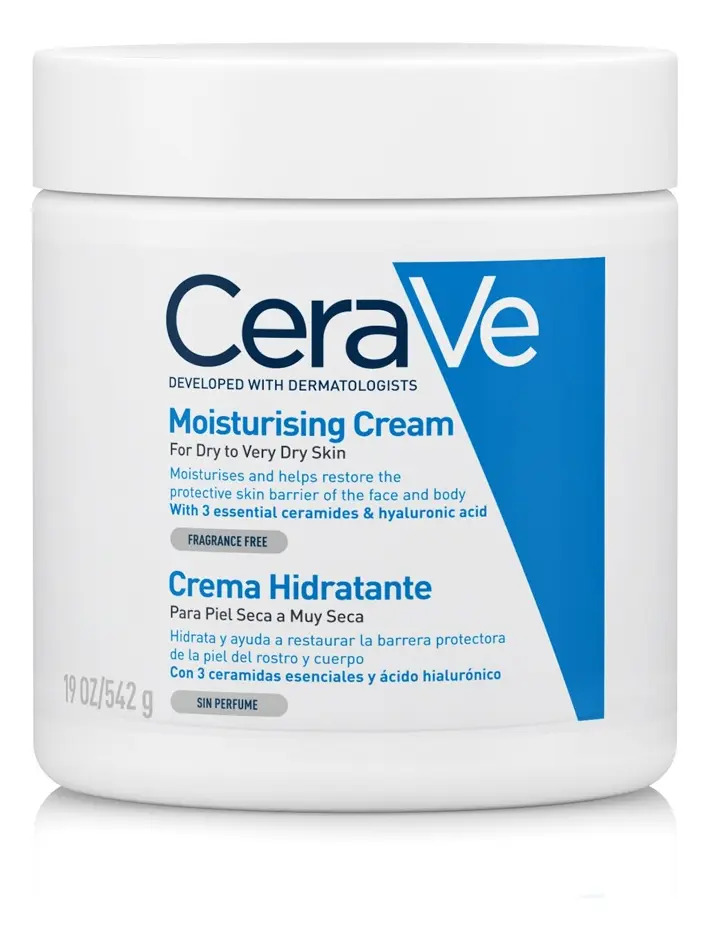 CeraVe
DEVELOPED WITH DERMATOLOGISTS
Moisturising Cream
For Dry to Very Dry Skin
Moisturises and helps restore the
protective skin barrier of the face and body
With 3 essential ceramides & hyaluronic acid
FRAGRANCE FREE
Crema Hidratante
Para Piel Seca a Muy Seca
Hidrata y ayuda a restaurar la barrera protectora
de la piel del rostro y cuerpo
Con 3 ceramidas esenciales y ácido hialurónico
SIN PERFUME
19 OZ/542 g